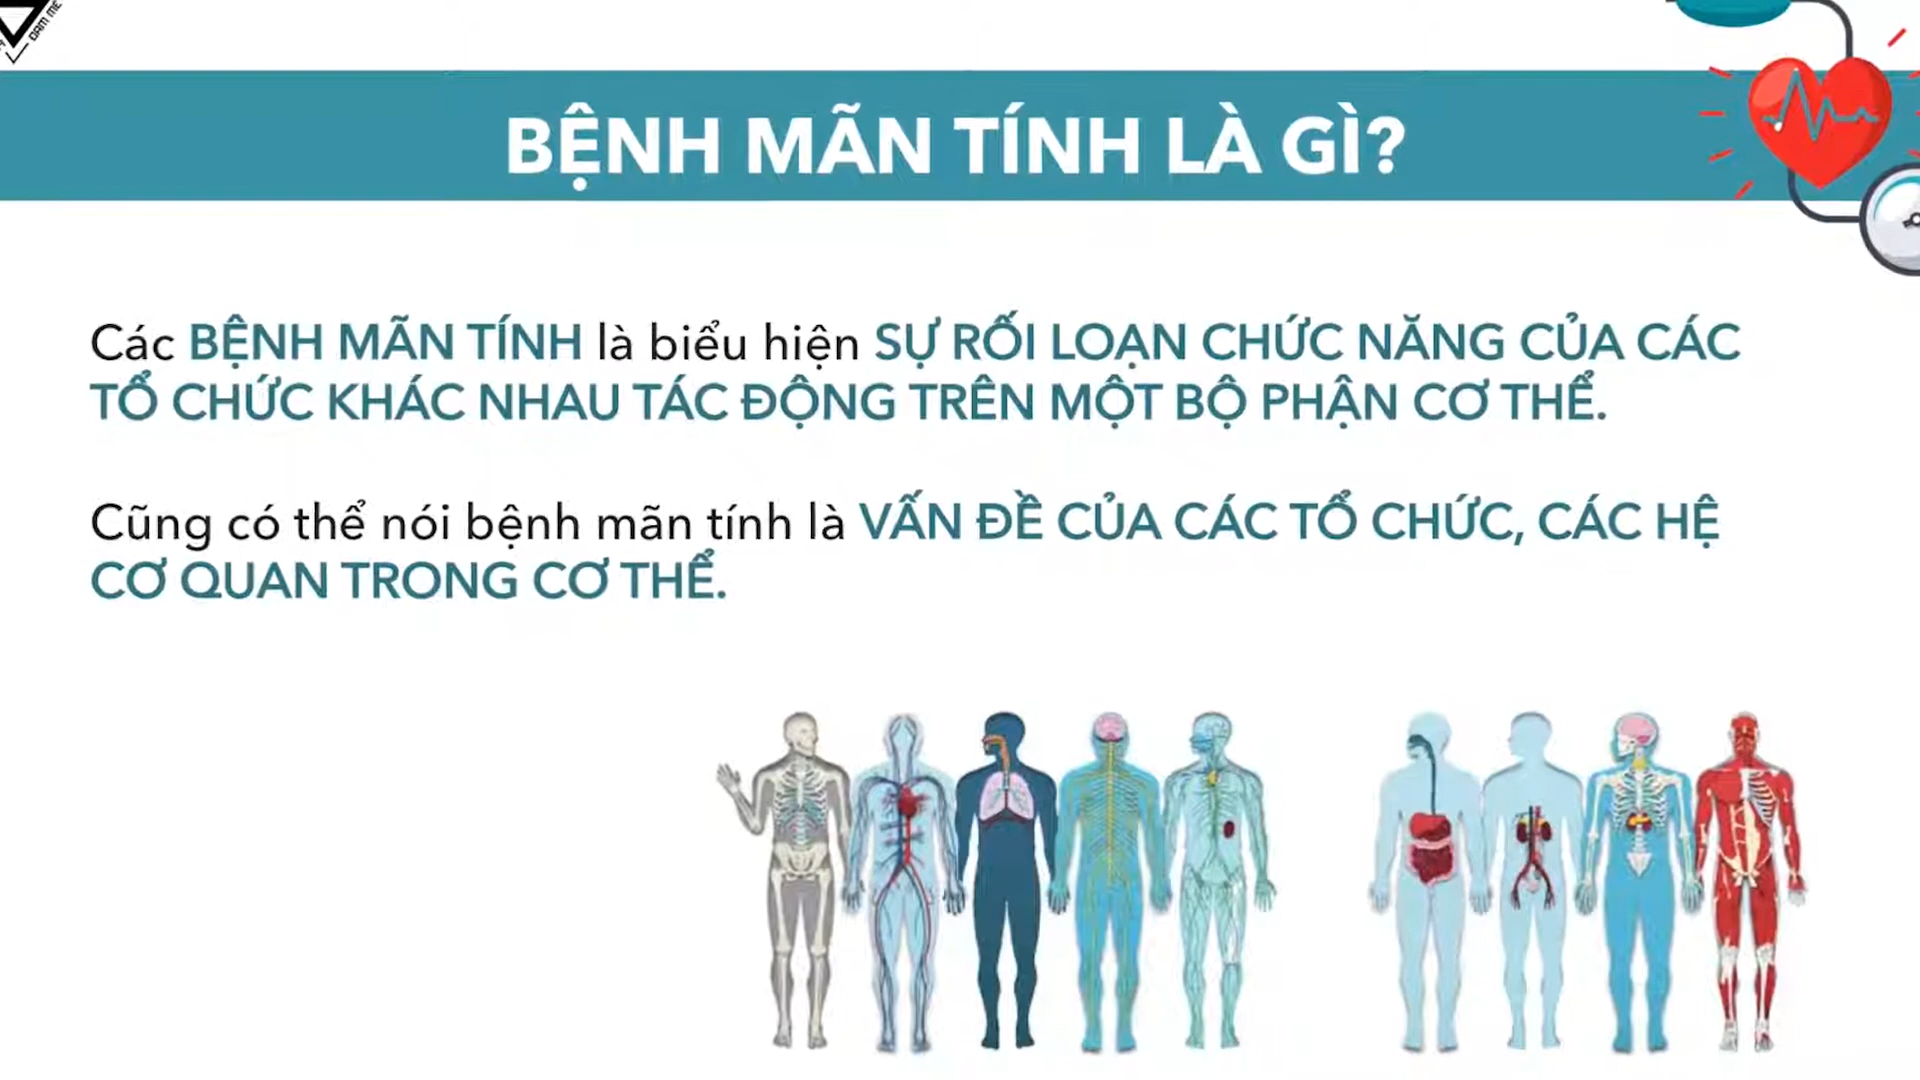 ĐAM MÊ
BỆNH MÃN TÍNH LÀ GÌ?
Các BỆNH MÃN TÍNH là biểu hiện SỰ RỐI LOẠN CHỨC NĂNG CỦA CÁC
TỔ CHỨC KHÁC NHAU TÁC ĐỘNG TRÊN MỘT BỘ PHẬN CƠ THỂ.
Cũng có thể nói bệnh mãn tính là VẤN ĐỀ CỦA CÁC TỔ CHỨC, CÁC HỆ
CƠ QUAN TRONG CƠ THỂ.